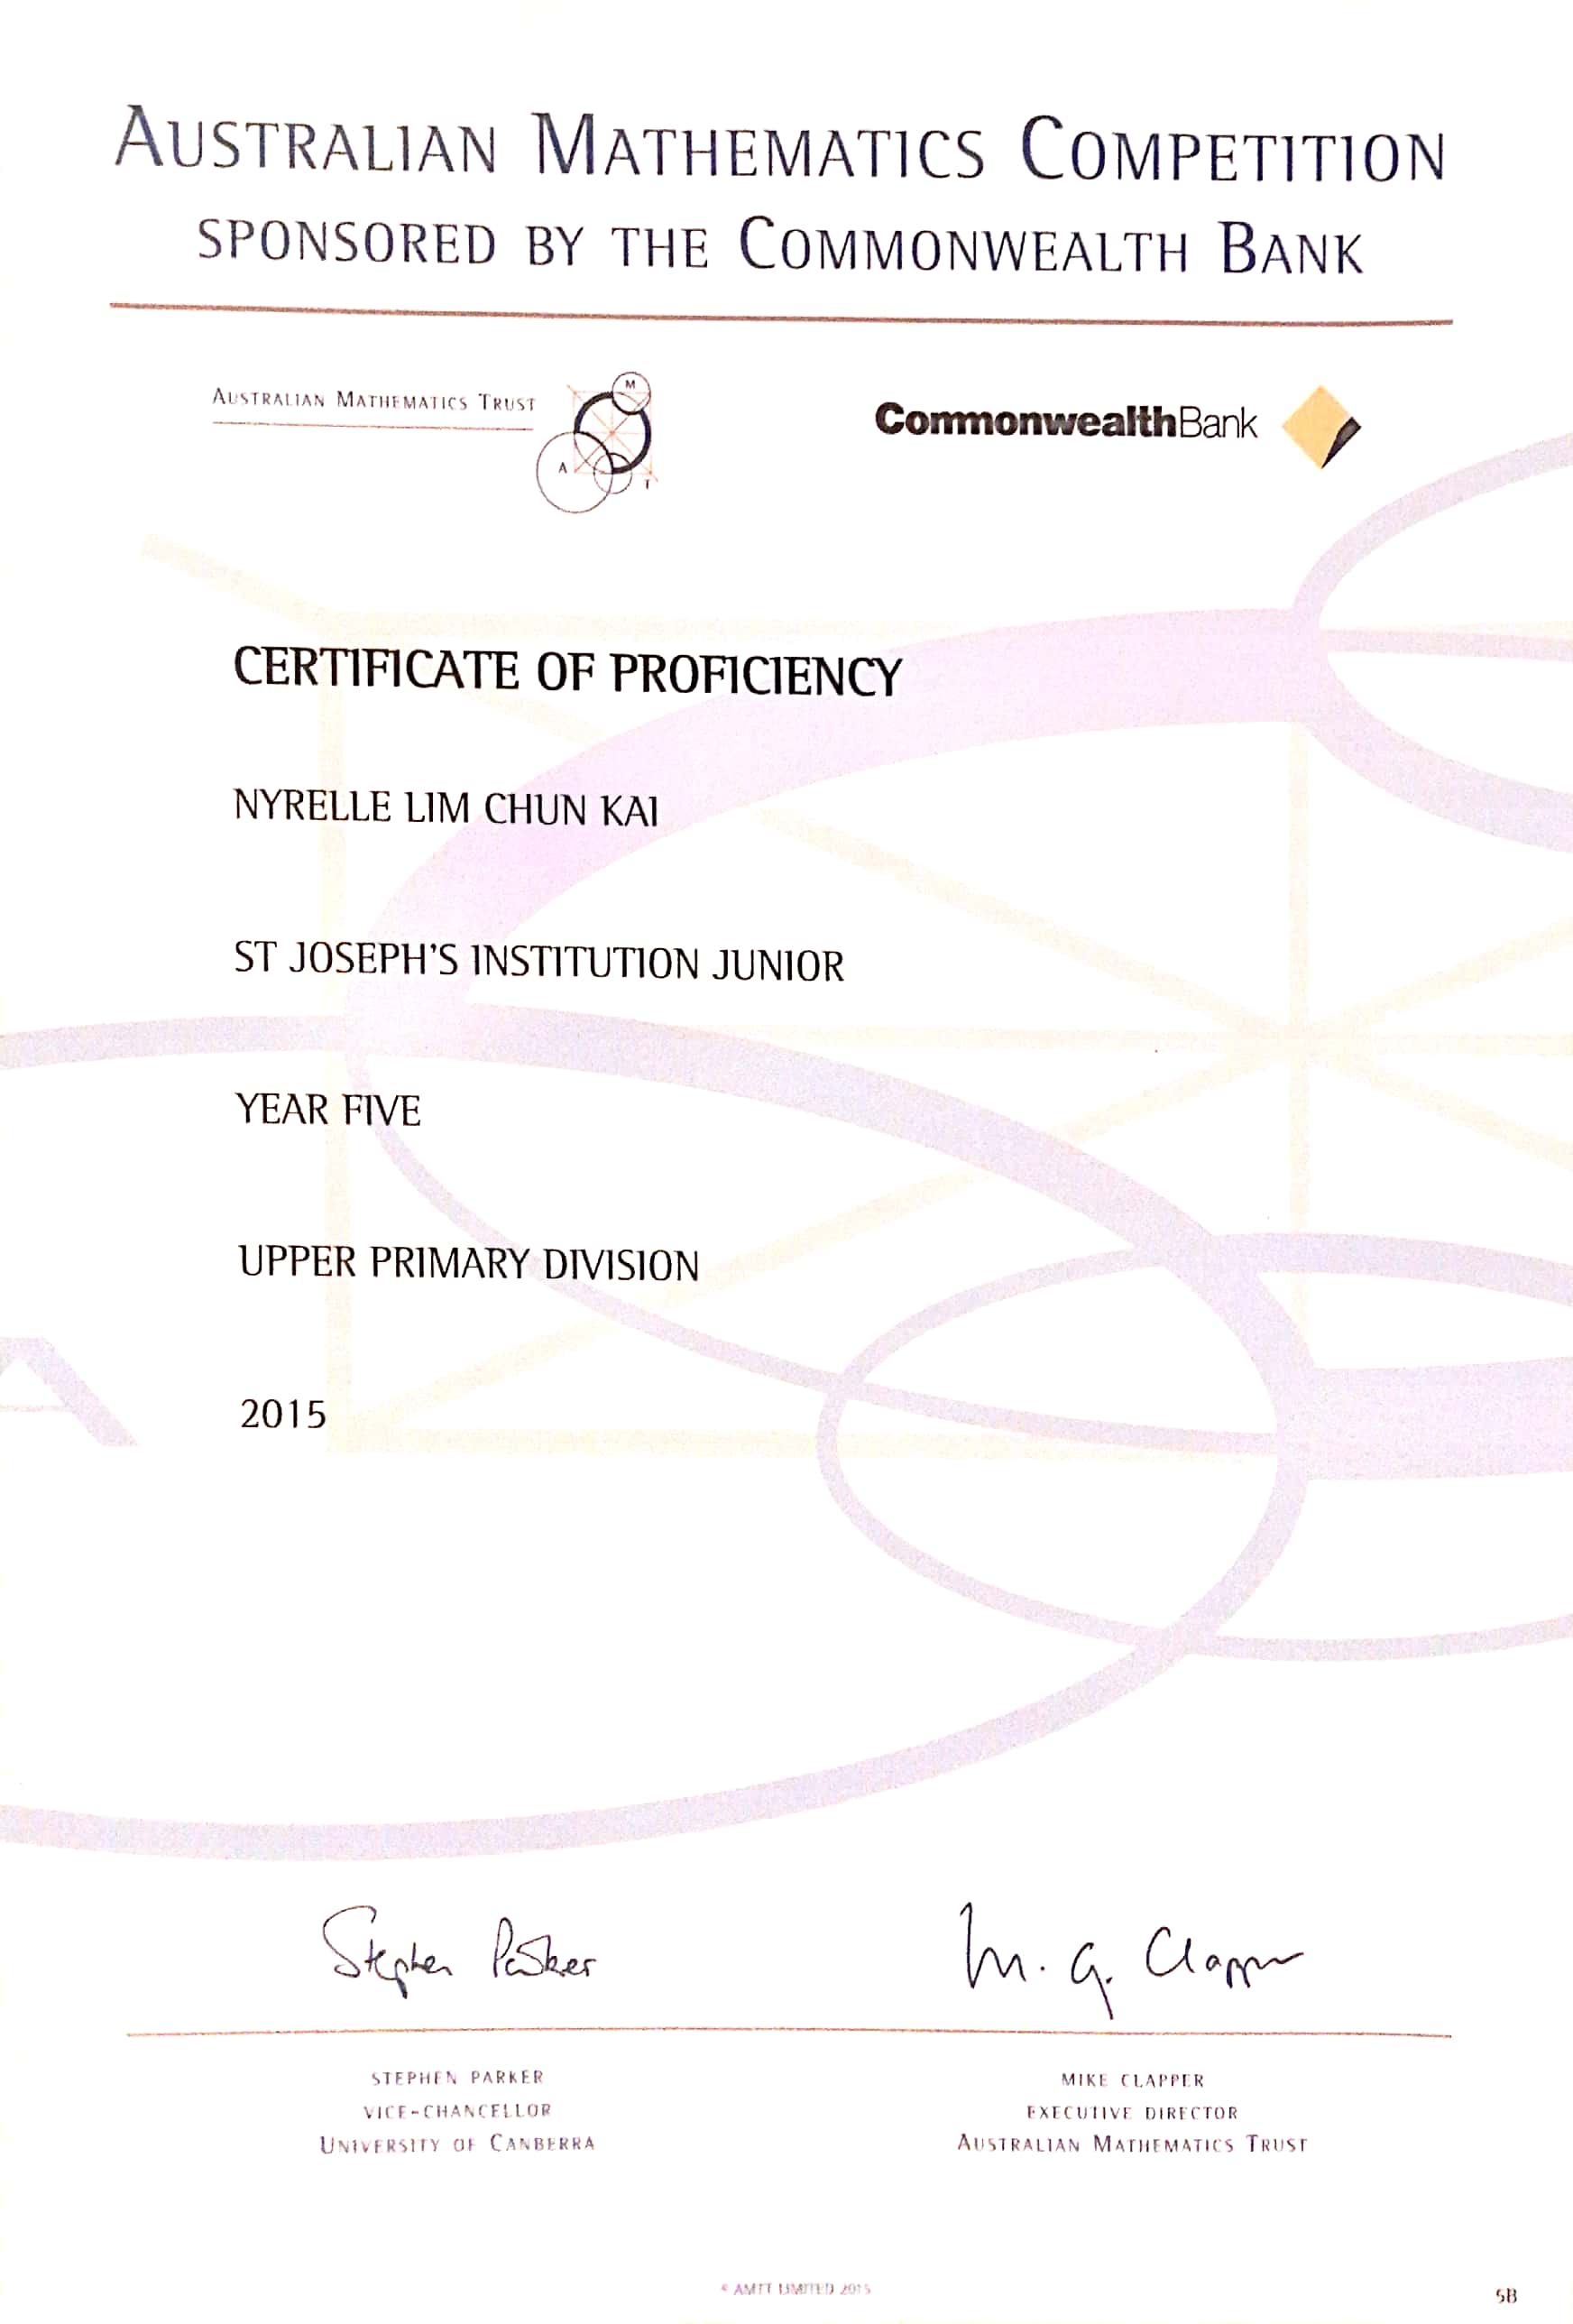 AUSTRALIAN MATHEMATICS COMPETITION
SPONSORED BY THE COMMONWEALTH BANK
AUSTRALIAN MATHEMATICS TRUST
M
A
T
CommonwealthBank
CERTIFICATE OF PROFICIENCY
NYRELLE LIM CHUN KAI
ST JOSEPH'S INSTITUTION JUNIOR
YEAR FIVE
UPPER PRIMARY DIVISION
2015
Stephen Parker
M. G. Clapper
STEPHEN PARKER
VICE-CHANCELLOR
UNIVERSITY OF CANBERRA
MIKE CLAPPER
EXECUTIVE DIRECTOR
AUSTRALIAN MATHEMATICS TRUST
© AMTT LIMITED 2015
5B